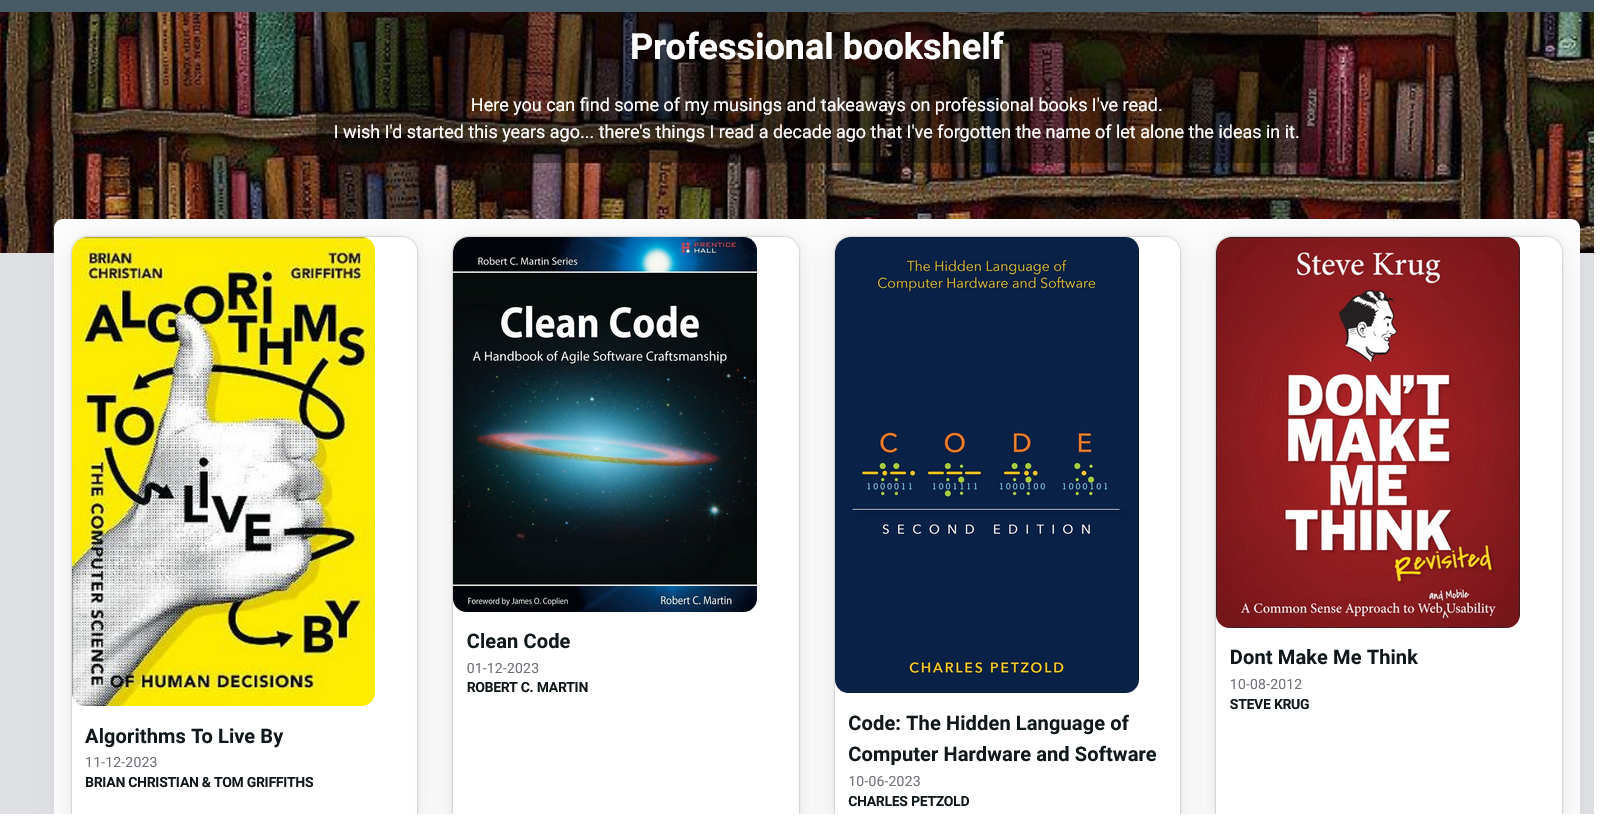 Professional bookshelf
Here you can find some of my musings and takeaways on professional books I've read.
I wish I'd started this years ago... there's things I read a decade ago that I've forgotten the name of let alone the ideas in it.
BRIAN
CHRISTIAN
TOM
GRIFFITHS
ALGORiTHMS
TO
LiVE
BY
THE COMPUTER SCIENCE
OF HUMAN DECISIONS
Algorithms To Live By
11-12-2023
BRIAN CHRISTIAN & TOM GRIFFITHS
PRENTICE
HALL
Robert C. Martin Series
Clean Code
A Handbook of Agile Software Craftsmanship
Foreword by James O. Coplien
Robert C. Martin
Clean Code
01-12-2023
ROBERT C. MARTIN
The Hidden Language of
Computer Hardware and Software
C O D E
1000011 1001111 1000100 1000101
SECOND EDITION
CHARLES PETZOLD
Code: The Hidden Language of
Computer Hardware and Software
10-06-2023
CHARLES PETZOLD
Steve Krug
DON'T
MAKE
ME
THINK
Revisited
and Mobile
A Common Sense Approach to Web Usability
Dont Make Me Think
10-08-2012
STEVE KRUG